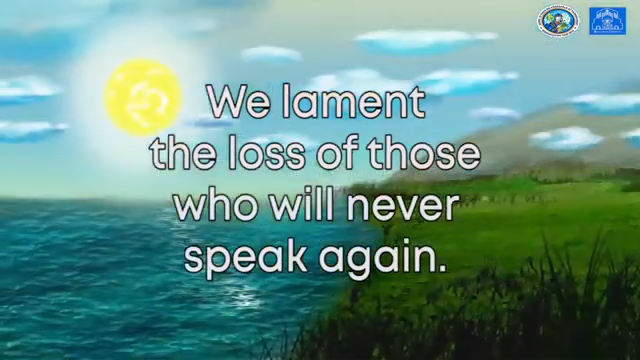 We lament
the loss of those
who will never
speak again.